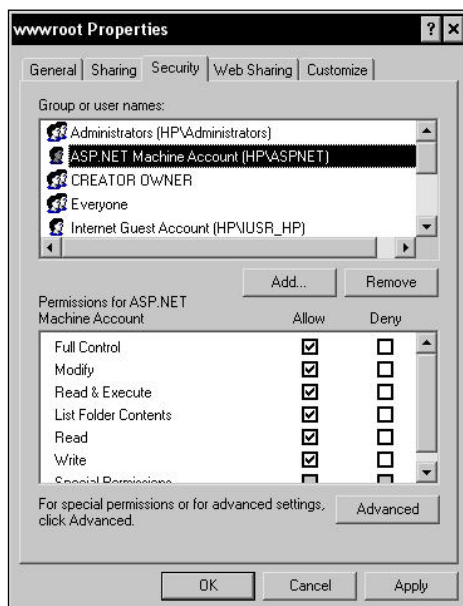 wwwroot Properties
General Sharing Security Web Sharing Customize
Group or user names:
Administrators (HP\Administrators)
ASP.NET Machine Account (HP\ASPNET)
CREATOR OWNER
Everyone
Internet Guest Account (HP\IUSR_HP)
Add... Remove
Permissions for ASP.NET
Machine Account Allow Deny
Full Control
Modify
Read & Execute
List Folder Contents
Read
Write
Special Permissions
For special permissions or for advanced settings,
click Advanced.
Advanced
OK Cancel Apply